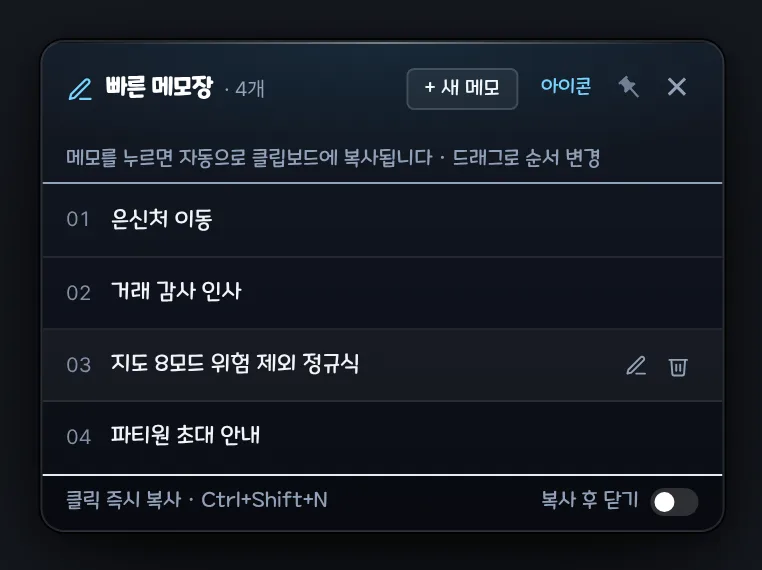 빠른 메모장 · 4개 + 새 메모 아이콘
메모를 누르면 자동으로 클립보드에 복사됩니다 · 드래그로 순서 변경
01 은신처 이동
02 거래 감사 인사
03 지도 8모드 위험 제외 정규식
04 파티원 초대 안내
클릭 즉시 복사 · Ctrl+Shift+N 복사 후 닫기